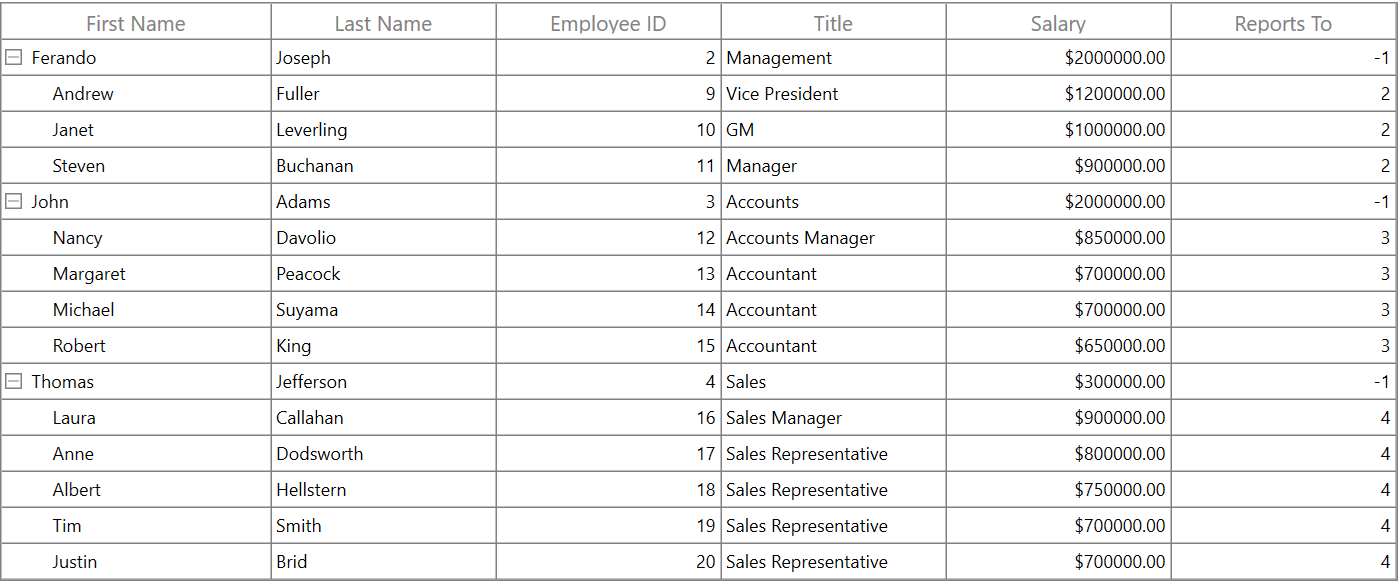 First Name Last Name Employee ID Title Salary Reports To
Ferando Joseph 2 Management $2000000.00 -1
Andrew Fuller 9 Vice President $1200000.00 2
Janet Leverling 10 GM $1000000.00 2
Steven Buchanan 11 Manager $900000.00 2
John Adams 3 Accounts $2000000.00 -1
Nancy Davolio 12 Accounts Manager $850000.00 3
Margaret Peacock 13 Accountant $700000.00 3
Michael Suyama 14 Accountant $700000.00 3
Robert King 15 Accountant $650000.00 3
Thomas Jefferson 4 Sales $300000.00 -1
Laura Callahan 16 Sales Manager $900000.00 4
Anne Dodsworth 17 Sales Representative $800000.00 4
Albert Hellstern 18 Sales Representative $750000.00 4
Tim Smith 19 Sales Representative $700000.00 4
Justin Brid 20 Sales Representative $700000.00 4